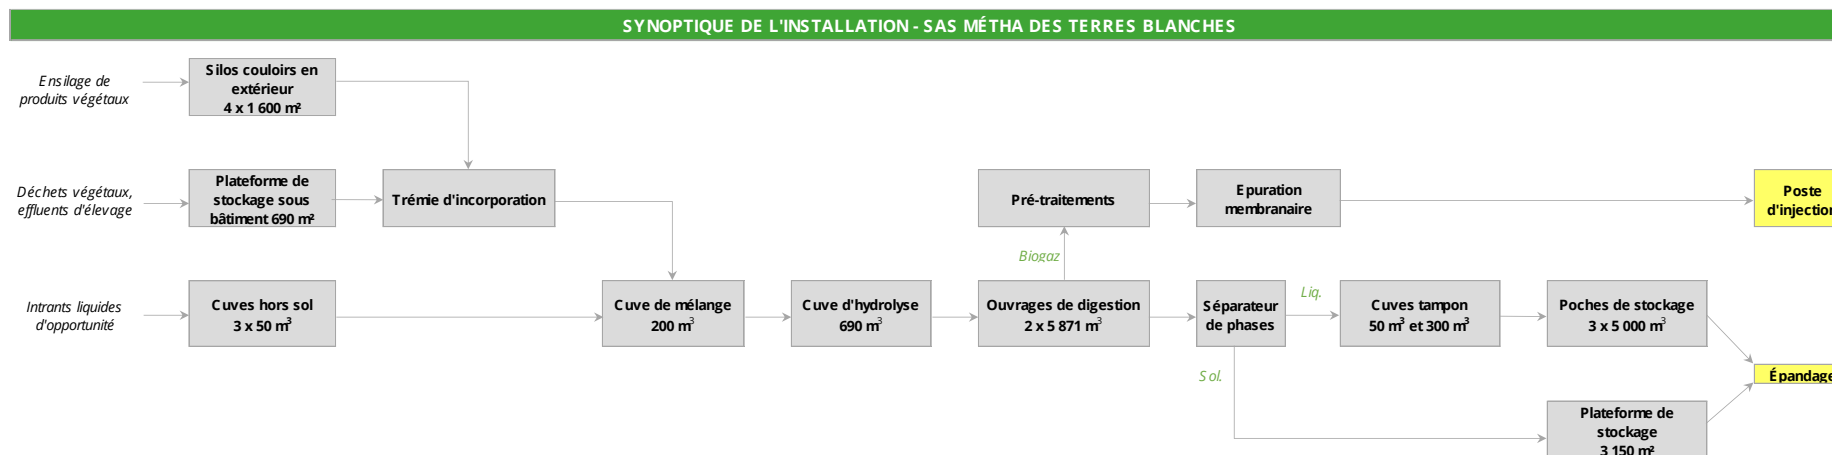 SYNOPTIQUE DE L'INSTALLATION - SAS MÉTHA DES TERRES BLANCHES
Ensilage de
produits végétaux
Silos couloirs en
extérieur
4 x 1 600 m²
Déchets végétaux,
effluents d'élevage
Plateforme de
stockage sous
bâtiment 690 m²
Trémie d'incorporation
Pré-traitements
Epuration
membranaire
Poste
d'injection
Biogaz
Intrants liquides
d'opportunité
Cuves hors sol
3 x 50 m³
Cuve de mélange
200 m³
Cuve d'hydrolyse
690 m³
Ouvrages de digestion
2 x 5 871 m³
Séparateur
de phases
Liq.
Cuves tampon
50 m³ et 300 m³
Poches de stockage
3 x 5 000 m³
Sol.
Épandage
Plateforme de
stockage
3 150 m²